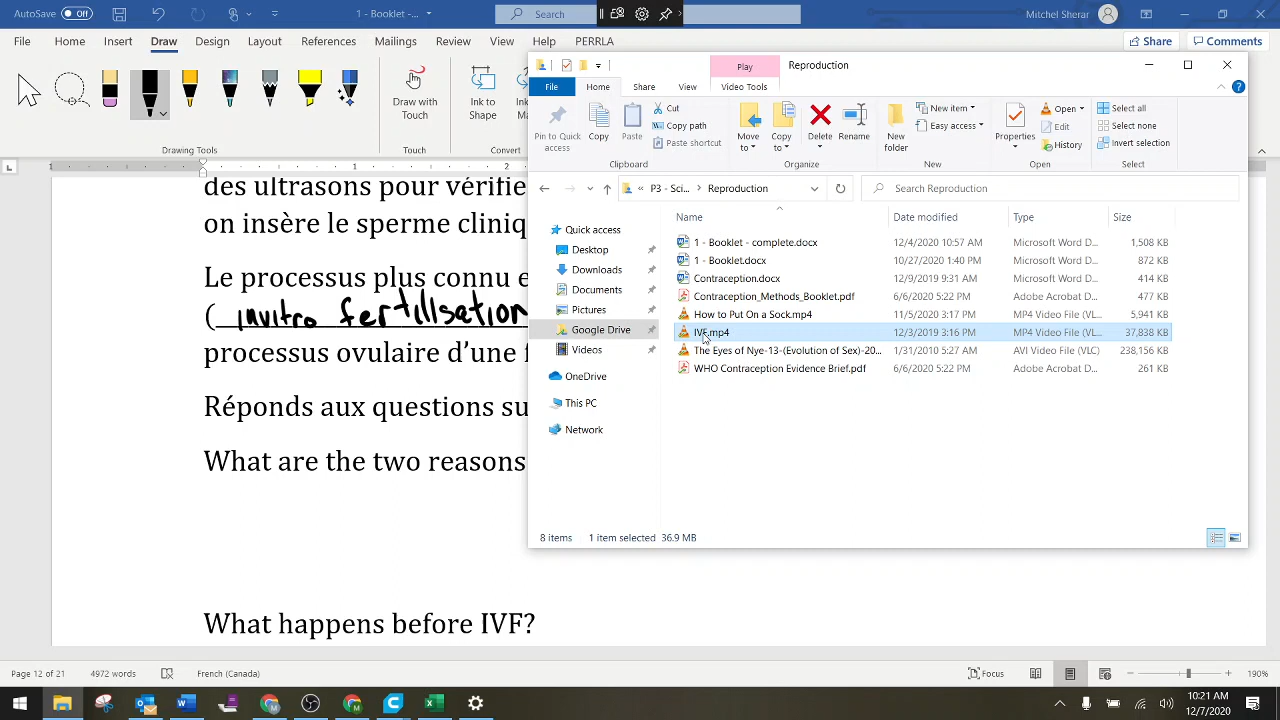 AutoSave Off 1 - Booklet -... Search Mitchel Sherar
File Home Insert Draw Design Layout References Mailings Review View Help PERRLA Share Comments
Draw with Touch
Ink to Shape
Ink t
Drawing Tools Touch Convert
Play Reproduction
File Home Share View Video Tools
Pin to Quick access
Copy
Paste
Cut
Copy path
Paste shortcut
Clipboard
Move to
Copy to
Delete
Rename
Organize
New folder
New item
Easy access
New
Properties
Open
Edit
History
Open
Select all
Select none
Invert selection
Select
« P3 - Sci... > Reproduction
Search Reproduction
Name Date modified Type Size
1 - Booklet - complete.docx 12/4/2020 10:57 AM Microsoft Word D... 1,508 KB
1 - Booklet.docx 10/27/2020 1:40 PM Microsoft Word D... 872 KB
Contraception.docx 12/9/2019 9:31 AM Microsoft Word D... 414 KB
Contraception_Methods_Booklet.pdf 6/6/2020 5:22 PM Adobe Acrobat D... 477 KB
How to Put On a Sock.mp4 11/5/2020 3:17 PM MP4 Video File (VL... 5,941 KB
IVF.mp4 12/3/2019 3:16 PM MP4 Video File (VL... 37,838 KB
The Eyes of Nye-13-(Evolution of Sex)-20... 1/31/2010 5:27 AM AVI Video File (VLC) 238,156 KB
WHO Contraception Evidence Brief.pdf 6/6/2020 5:22 PM Adobe Acrobat D... 261 KB
Quick access
Desktop
Downloads
Documents
Pictures
Google Drive
Videos
OneDrive
This PC
Network
8 items 1 item selected 36.9 MB
1 1 2
des ultrasons pour vérifie
on insère le sperme cliniq
Le processus plus connu e
( invitro fertilisation
processus ovulaire d'une f
Réponds aux questions su
What are the two reasons
What happens before IVF?
Page 12 of 21 4972 words French (Canada) Focus 190%
10:21 AM
12/7/2020